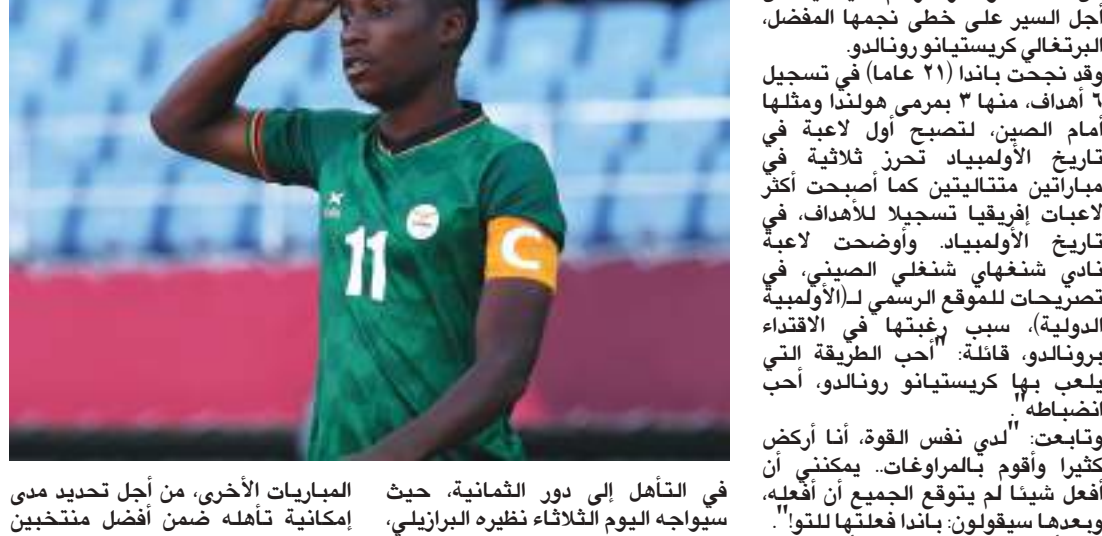 أجل السير على خطى نجمها المفضل،
البرتغالي كريستيانو رونالدو.
وقد نجحت باندا (٢١ عاما) في تسجيل
٦ أهداف، منها ٣ بمرمى هولندا ومثلها
أمام الصين، لتصبح أول لاعبة في
تاريخ الأولمبياد تحرز ثلاثية في
مباراتين متتاليتين كما أصبحت أكثر
لاعبات إفريقيا تسجيلا للأهداف، في
تاريخ الأولمبياد. وأوضحت لاعبة
نادي شنغهاي شنغلي الصيني، في
تصريحات للموقع الرسمي لـ(الأولمبية
الدولية)، سبب رغبتها في الاقتداء
برونالدو، قائلة: "أحب الطريقة التي
يلعب بها كريستيانو رونالدو، أحب
انضباطه".
وتابعت: "لدي نفس القوة، أنا أركض
كثيرا وأقوم بالمراوغات.. يمكنني أن
أفعل شيئا لم يتوقع الجميع أن أفعله،
وبعدها سيقولون: باندا فعلتها للتو!".
11
C
في التأهل إلى دور الثمانية، حيث
سيواجه اليوم الثلاثاء نظيره البرازيلي،
المباريات الأخرى، من أجل تحديد مدى
إمكانية تأهله ضمن أفضل منتخبين